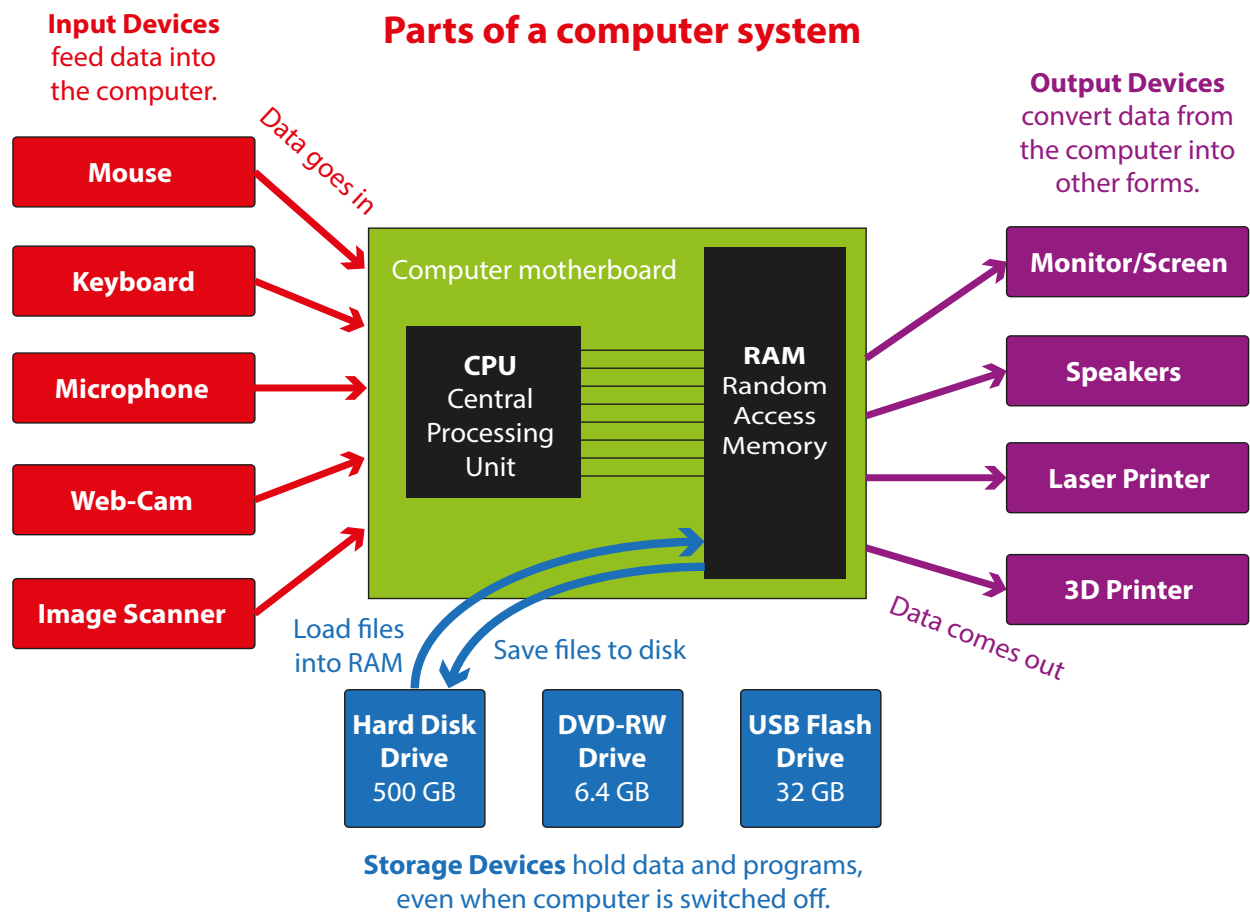 Parts of a computer system
Input Devices
feed data into
the computer.
Data goes in
Mouse
Keyboard
Microphone
Web-Cam
Image Scanner
Computer motherboard
CPU
Central
Processing
Unit
RAM
Random
Access
Memory
Output Devices
convert data from
the computer into
other forms.
Monitor/Screen
Speakers
Laser Printer
3D Printer
Data comes out
Load files
into RAM
Save files to disk
Hard Disk
Drive
500 GB
DVD-RW
Drive
6.4 GB
USB Flash
Drive
32 GB
Storage Devices hold data and programs,
even when computer is switched off.